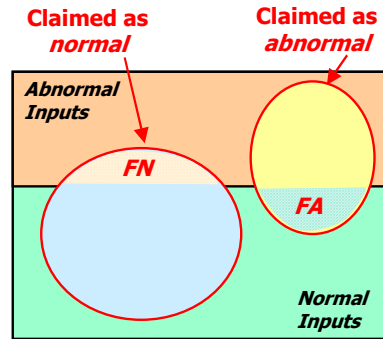 Claimed as
normal
Claimed as
abnormal
Abnormal
Inputs
FN
FA
Normal
Inputs